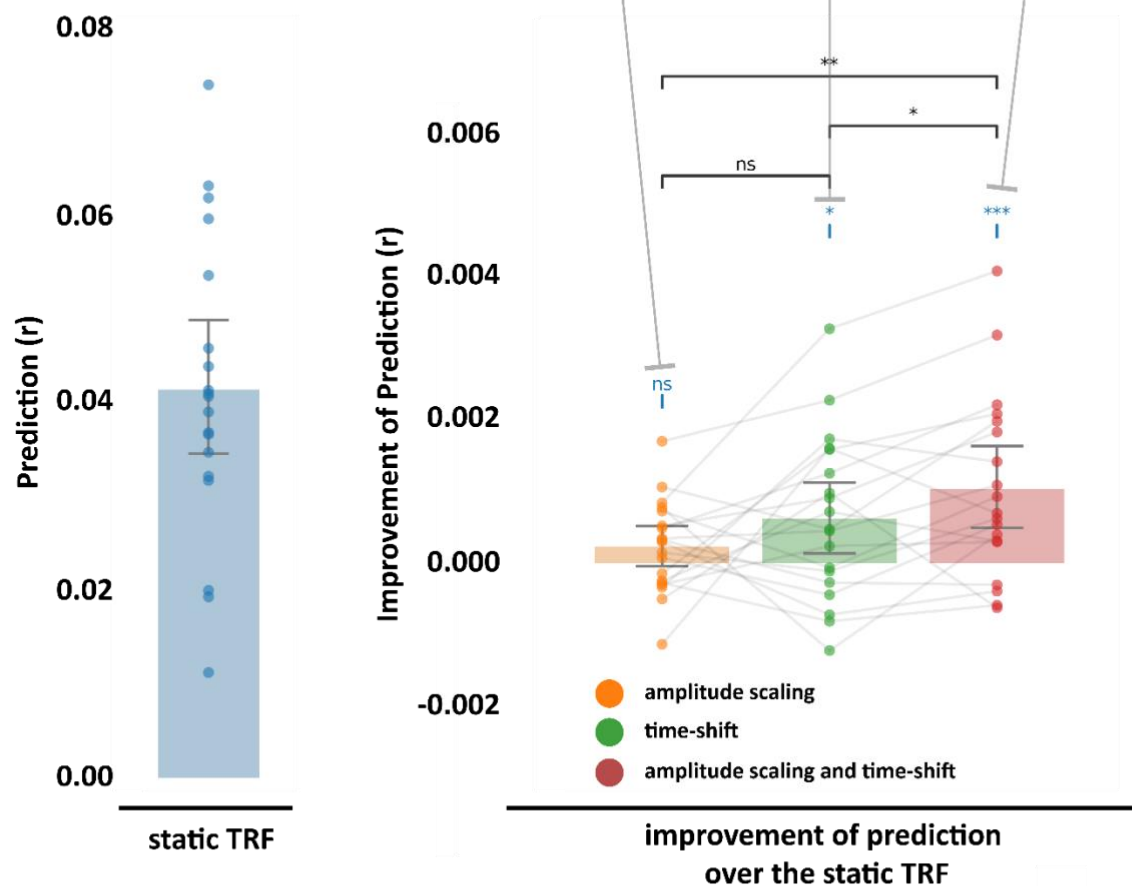 0.08
0.06
0.04
0.02
0.00
Prediction (r)
static TRF
0.006
0.004
0.002
0.000
-0.002
Improvement of Prediction (r)
**
*
ns
*
***
ns
amplitude scaling
time-shift
amplitude scaling and time-shift
improvement of prediction
over the static TRF